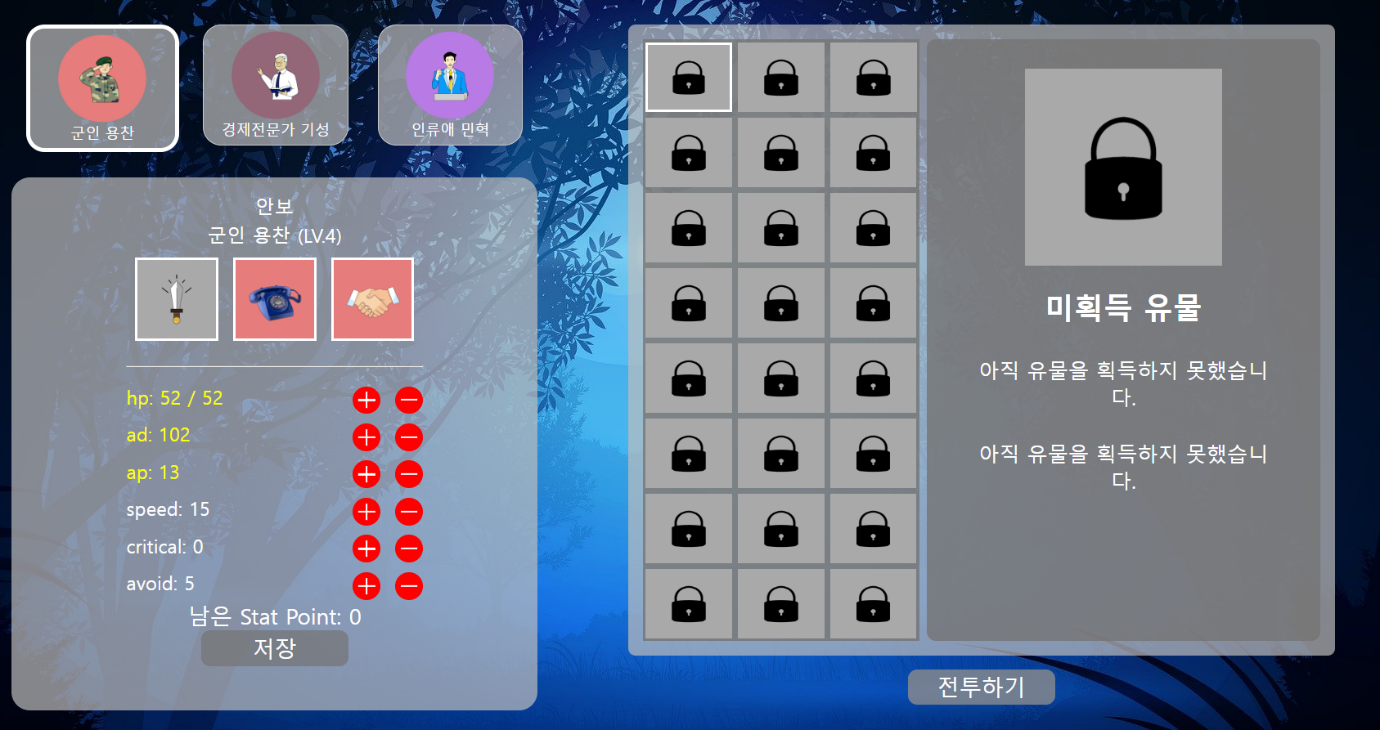 군인 용찬
경제전문가 기성
인류애 민혁
안보
군인 용찬 (LV.4)
hp: 52 / 52
ad: 102
ap: 13
speed: 15
critical: 0
avoid: 5
남은 Stat Point: 0
저장
미획득 유물
아직 유물을 획득하지 못했습니
다.
아직 유물을 획득하지 못했습니
다.
전투하기